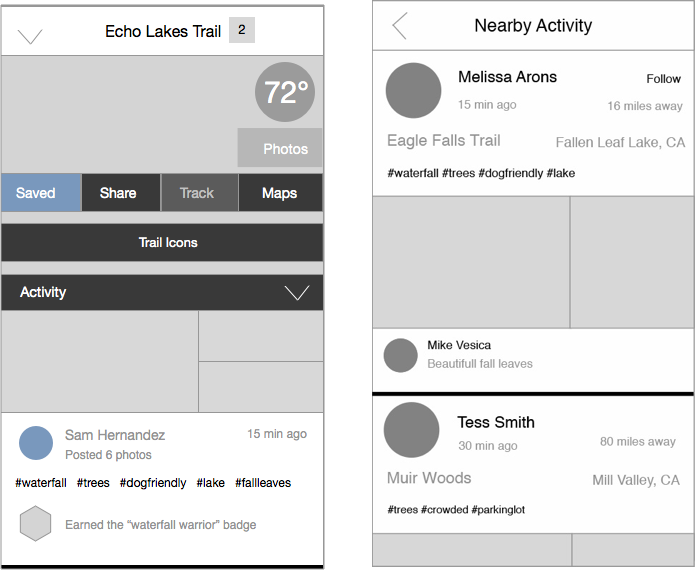 Echo Lakes Trail 2
72°
Photos
Saved Share Track Maps
Trail Icons
Activity
Sam Hernandez 15 min ago
Posted 6 photos
#waterfall #trees #dogfriendly #lake #fallleaves
Earned the “waterfall warrior” badge
Nearby Activity
Melissa Arons Follow
15 min ago 16 miles away
Eagle Falls Trail Fallen Leaf Lake, CA
#waterfall #trees #dogfriendly #lake
Mike Vesica
Beautifull fall leaves
Tess Smith
30 min ago 80 miles away
Muir Woods Mill Valley, CA
#trees #crowded #parkinglot